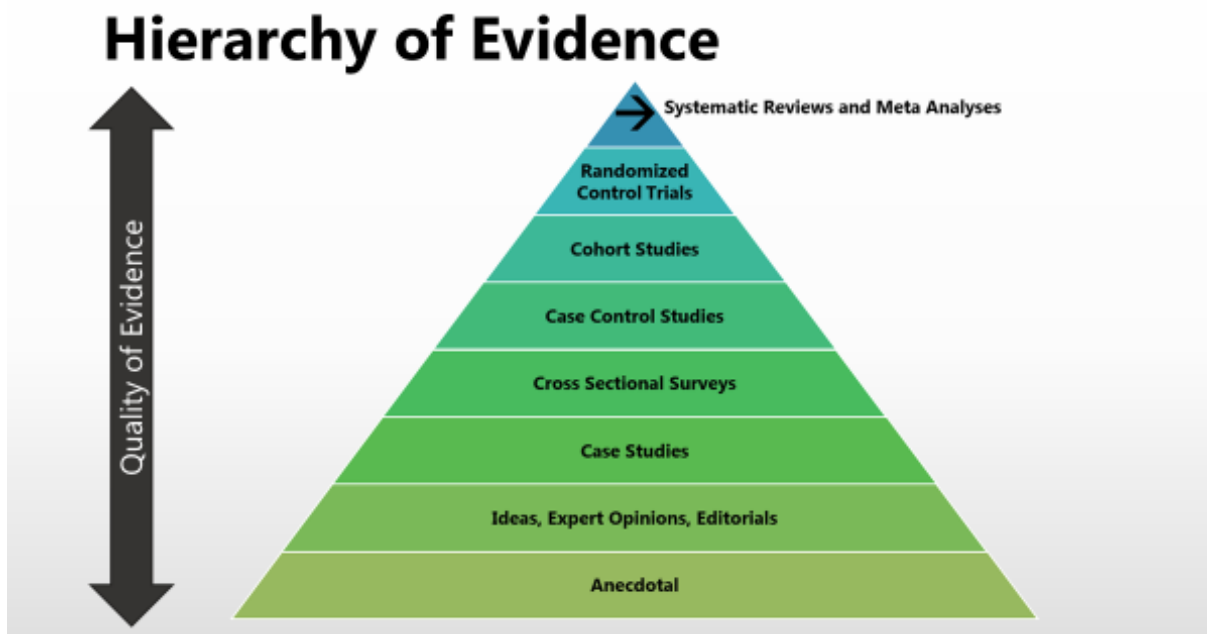 Hierarchy of Evidence
Quality of Evidence
Systematic Reviews and Meta Analyses
Randomized
Control Trials
Cohort Studies
Case Control Studies
Cross Sectional Surveys
Case Studies
Ideas, Expert Opinions, Editorials
Anecdotal